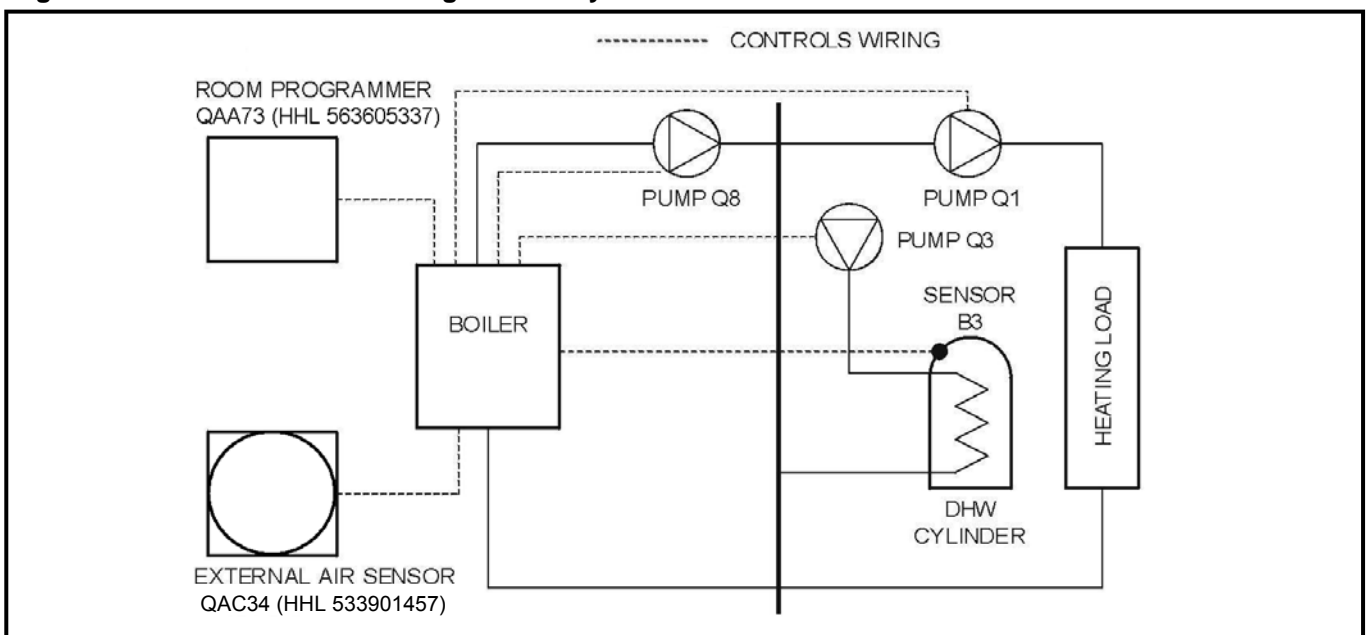 CONTROLS WIRING
ROOM PROGRAMMER
QAA73 (HHL 563605337)
PUMP Q8
PUMP Q1
PUMP Q3
SENSOR
B3
BOILER
HEATING LOAD
DHW
CYLINDER
EXTERNAL AIR SENSOR
QAC34 (HHL 533901457)